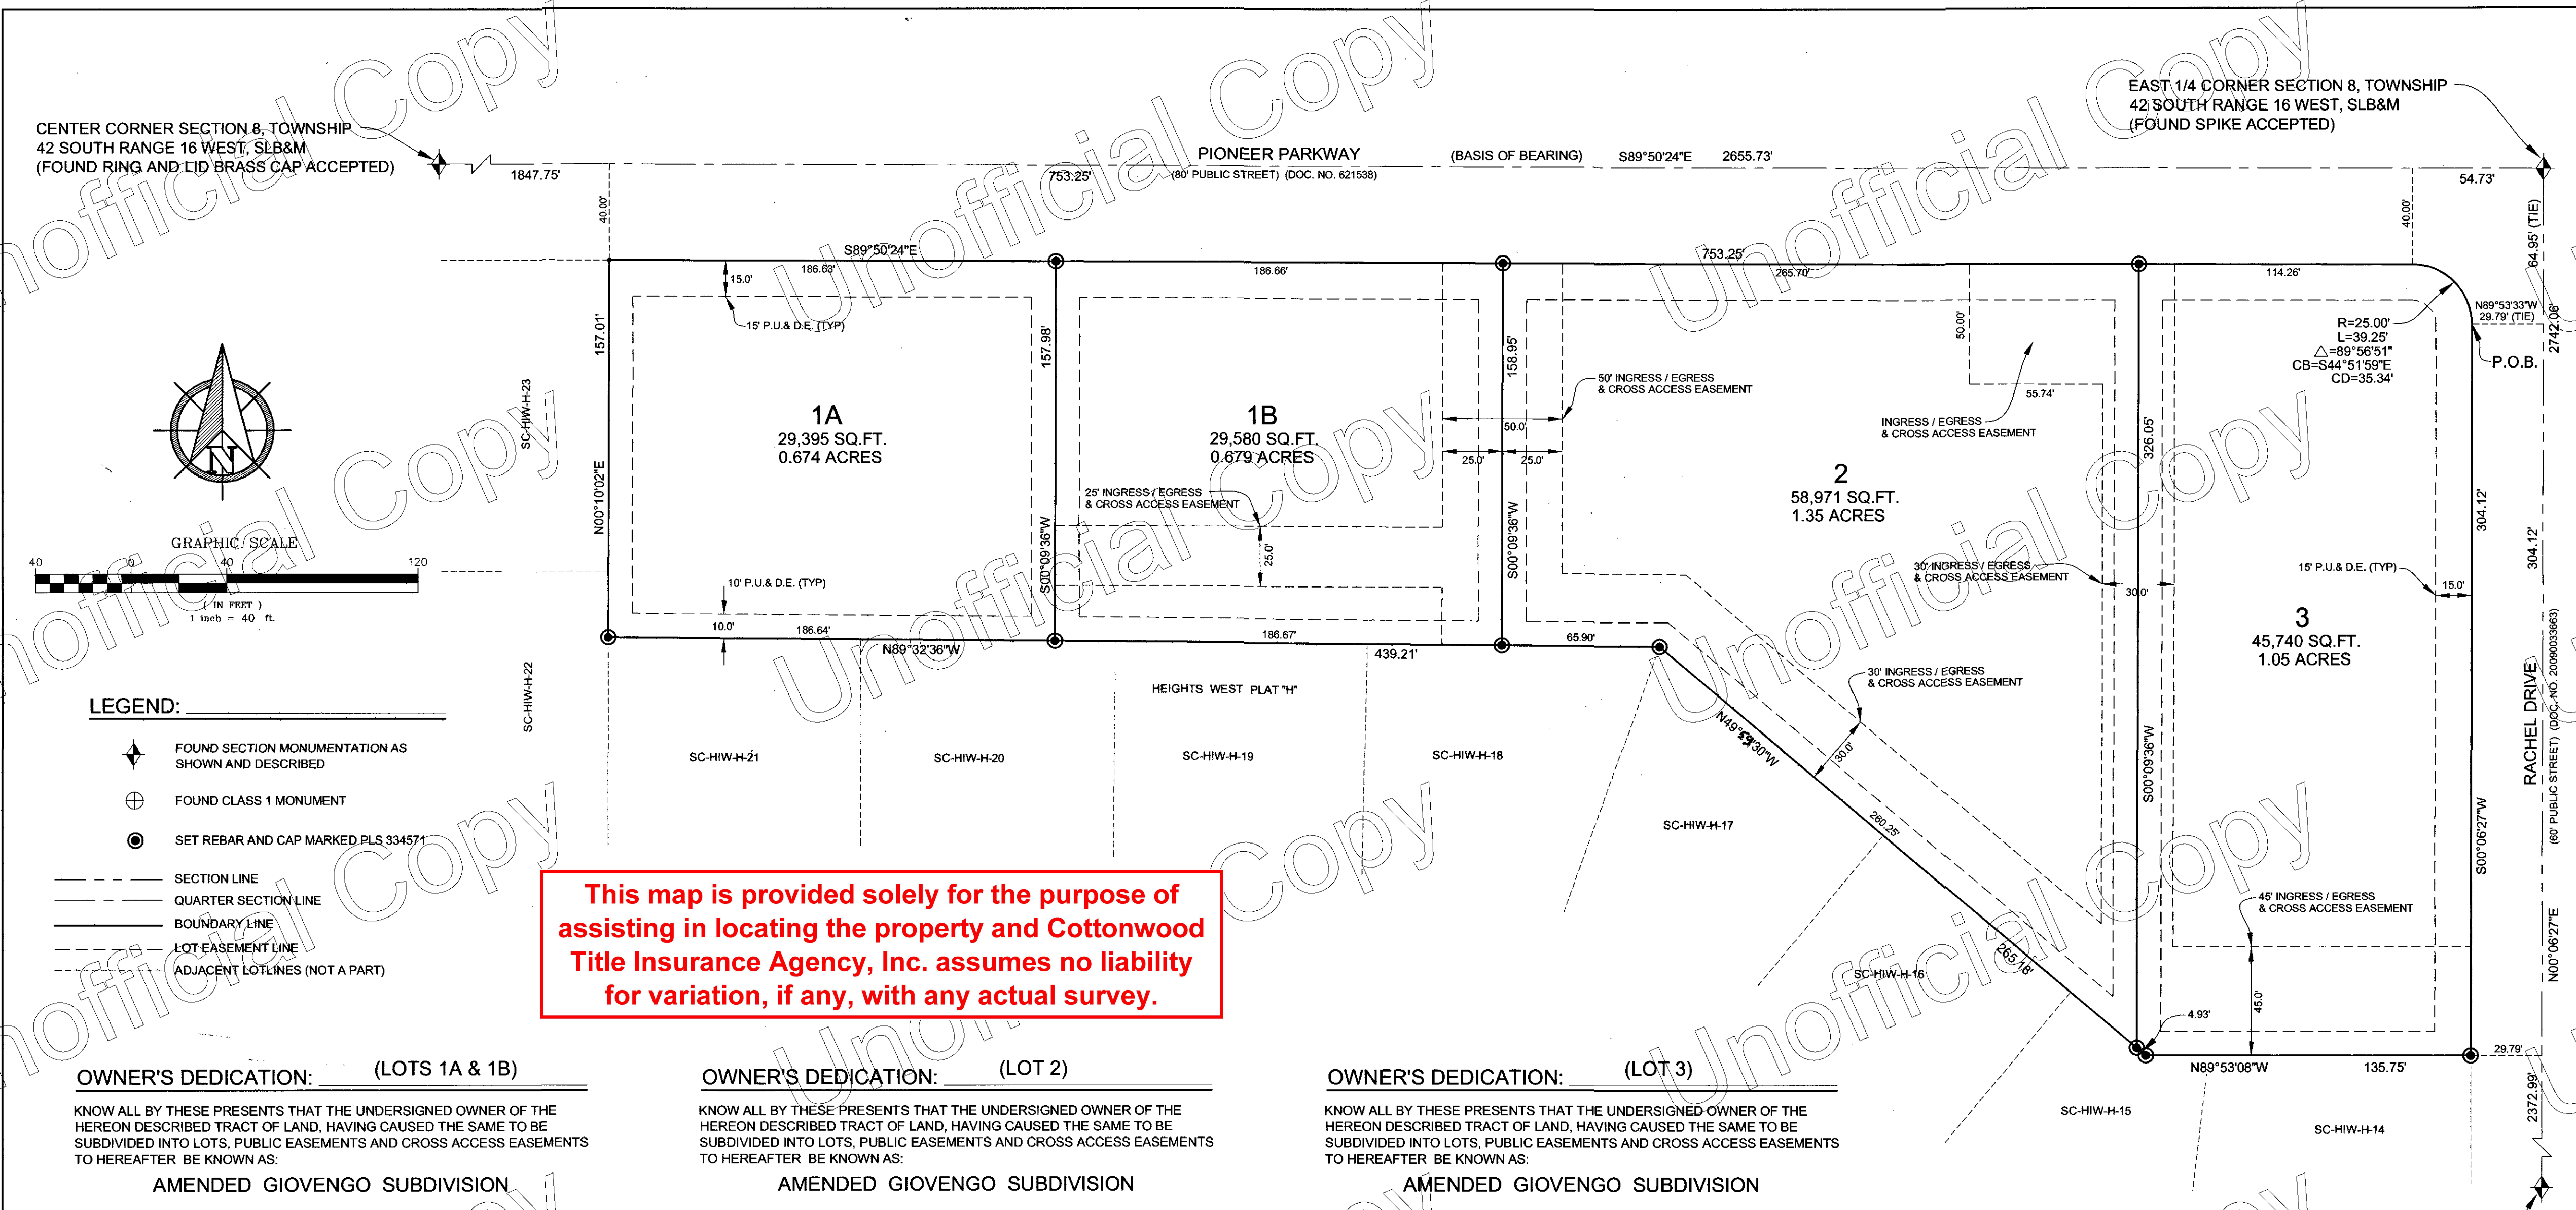 CENTER CORNER SECTION 8, TOWNSHIP
42 SOUTH RANGE 16 WEST, SLB&M
(FOUND RING AND LID BRASS CAP ACCEPTED)
EAST 1/4 CORNER SECTION 8, TOWNSHIP
42 SOUTH RANGE 16 WEST, SLB&M
(FOUND SPIKE ACCEPTED)
1847.75'
753.25'
PIONEER PARKWAY
(80' PUBLIC STREET) (DOC. NO. 621538)
(BASIS OF BEARING) S89°50'24"E 2655.73'
54.73'
40.00'
40.00'
64.95' (TIE)
S89°50'24"E
186.63'
186.66'
753.25'
265.70'
114.26'
N89°53'33"W
29.79' (TIE)
2742.06'
15.0'
15' P.U.& D.E. (TYP)
157.01'
N00°10'02"E
157.98'
S00°09'36"W
158.95'
S00°09'36"W
50.00'
55.74'
R=25.00'
L=39.25'
△=89°56'51"
CB=S44°51'59"E
CD=35.34'
P.O.B.
SC-HIW-H-23
SC-HIW-H-22
1A
29,395 SQ.FT.
0.674 ACRES
1B
29,580 SQ.FT.
0.679 ACRES
50' INGRESS / EGRESS
& CROSS ACCESS EASEMENT
50.0'
25.0'
25.0'
25' INGRESS / EGRESS
& CROSS ACCESS EASEMENT
25.0'
INGRESS / EGRESS
& CROSS ACCESS EASEMENT
2
58,971 SQ.FT.
1.35 ACRES
326.05'
S00°09'36"W
30' INGRESS / EGRESS
& CROSS ACCESS EASEMENT
30.0'
15' P.U.& D.E. (TYP)
15.0'
3
45,740 SQ.FT.
1.05 ACRES
304.12'
S00°06'27"W
304.12'
RACHEL DRIVE
(60' PUBLIC STREET) (DOC. NO. 20090033663)
N00°06'27"E
2372.99'
N
GRAPHIC SCALE
40 0 40 120
( IN FEET )
1 inch = 40 ft.
10' P.U.& D.E. (TYP)
10.0'
186.64'
N89°32'36"W
186.67'
439.21'
65.90'
HEIGHTS WEST PLAT "H"
30' INGRESS / EGRESS
& CROSS ACCESS EASEMENT
30.0'
260.25'
265.18'
SC-HIW-H-21
SC-HIW-H-20
SC-HIW-H-19
SC-HIW-H-18
SC-HIW-H-17
SC-HIW-H-16
SC-HIW-H-15
SC-HIW-H-14
45' INGRESS / EGRESS
& CROSS ACCESS EASEMENT
45.0'
4.93'
N89°53'08"W
135.75'
29.79'
LEGEND:
FOUND SECTION MONUMENTATION AS
SHOWN AND DESCRIBED
FOUND CLASS 1 MONUMENT
SET REBAR AND CAP MARKED PLS 334571
SECTION LINE
QUARTER SECTION LINE
BOUNDARY LINE
LOT EASEMENT LINE
ADJACENT LOTLINES (NOT A PART)
This map is provided solely for the purpose of
assisting in locating the property and Cottonwood
Title Insurance Agency, Inc. assumes no liability
for variation, if any, with any actual survey.
OWNER'S DEDICATION: (LOTS 1A & 1B)
KNOW ALL BY THESE PRESENTS THAT THE UNDERSIGNED OWNER OF THE
HEREON DESCRIBED TRACT OF LAND, HAVING CAUSED THE SAME TO BE
SUBDIVIDED INTO LOTS, PUBLIC EASEMENTS AND CROSS ACCESS EASEMENTS
TO HEREAFTER BE KNOWN AS:
AMENDED GIOVENGO SUBDIVISION
OWNER'S DEDICATION: (LOT 2)
KNOW ALL BY THESE PRESENTS THAT THE UNDERSIGNED OWNER OF THE
HEREON DESCRIBED TRACT OF LAND, HAVING CAUSED THE SAME TO BE
SUBDIVIDED INTO LOTS, PUBLIC EASEMENTS AND CROSS ACCESS EASEMENTS
TO HEREAFTER BE KNOWN AS:
AMENDED GIOVENGO SUBDIVISION
OWNER'S DEDICATION: (LOT 3)
KNOW ALL BY THESE PRESENTS THAT THE UNDERSIGNED OWNER OF THE
HEREON DESCRIBED TRACT OF LAND, HAVING CAUSED THE SAME TO BE
SUBDIVIDED INTO LOTS, PUBLIC EASEMENTS AND CROSS ACCESS EASEMENTS
TO HEREAFTER BE KNOWN AS:
AMENDED GIOVENGO SUBDIVISION
Unofficial Copy
Unofficial Copy
Unofficial Copy
Unofficial Copy
Unofficial Copy
Unofficial Copy
Unofficial Copy
Unofficial Copy
Unofficial Copy